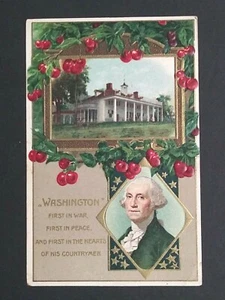 „WASHINGTON"
FIRST IN WAR,
FIRST IN PEACE,
AND FIRST IN THE HEARTS
OF HIS COUNTRYMEN